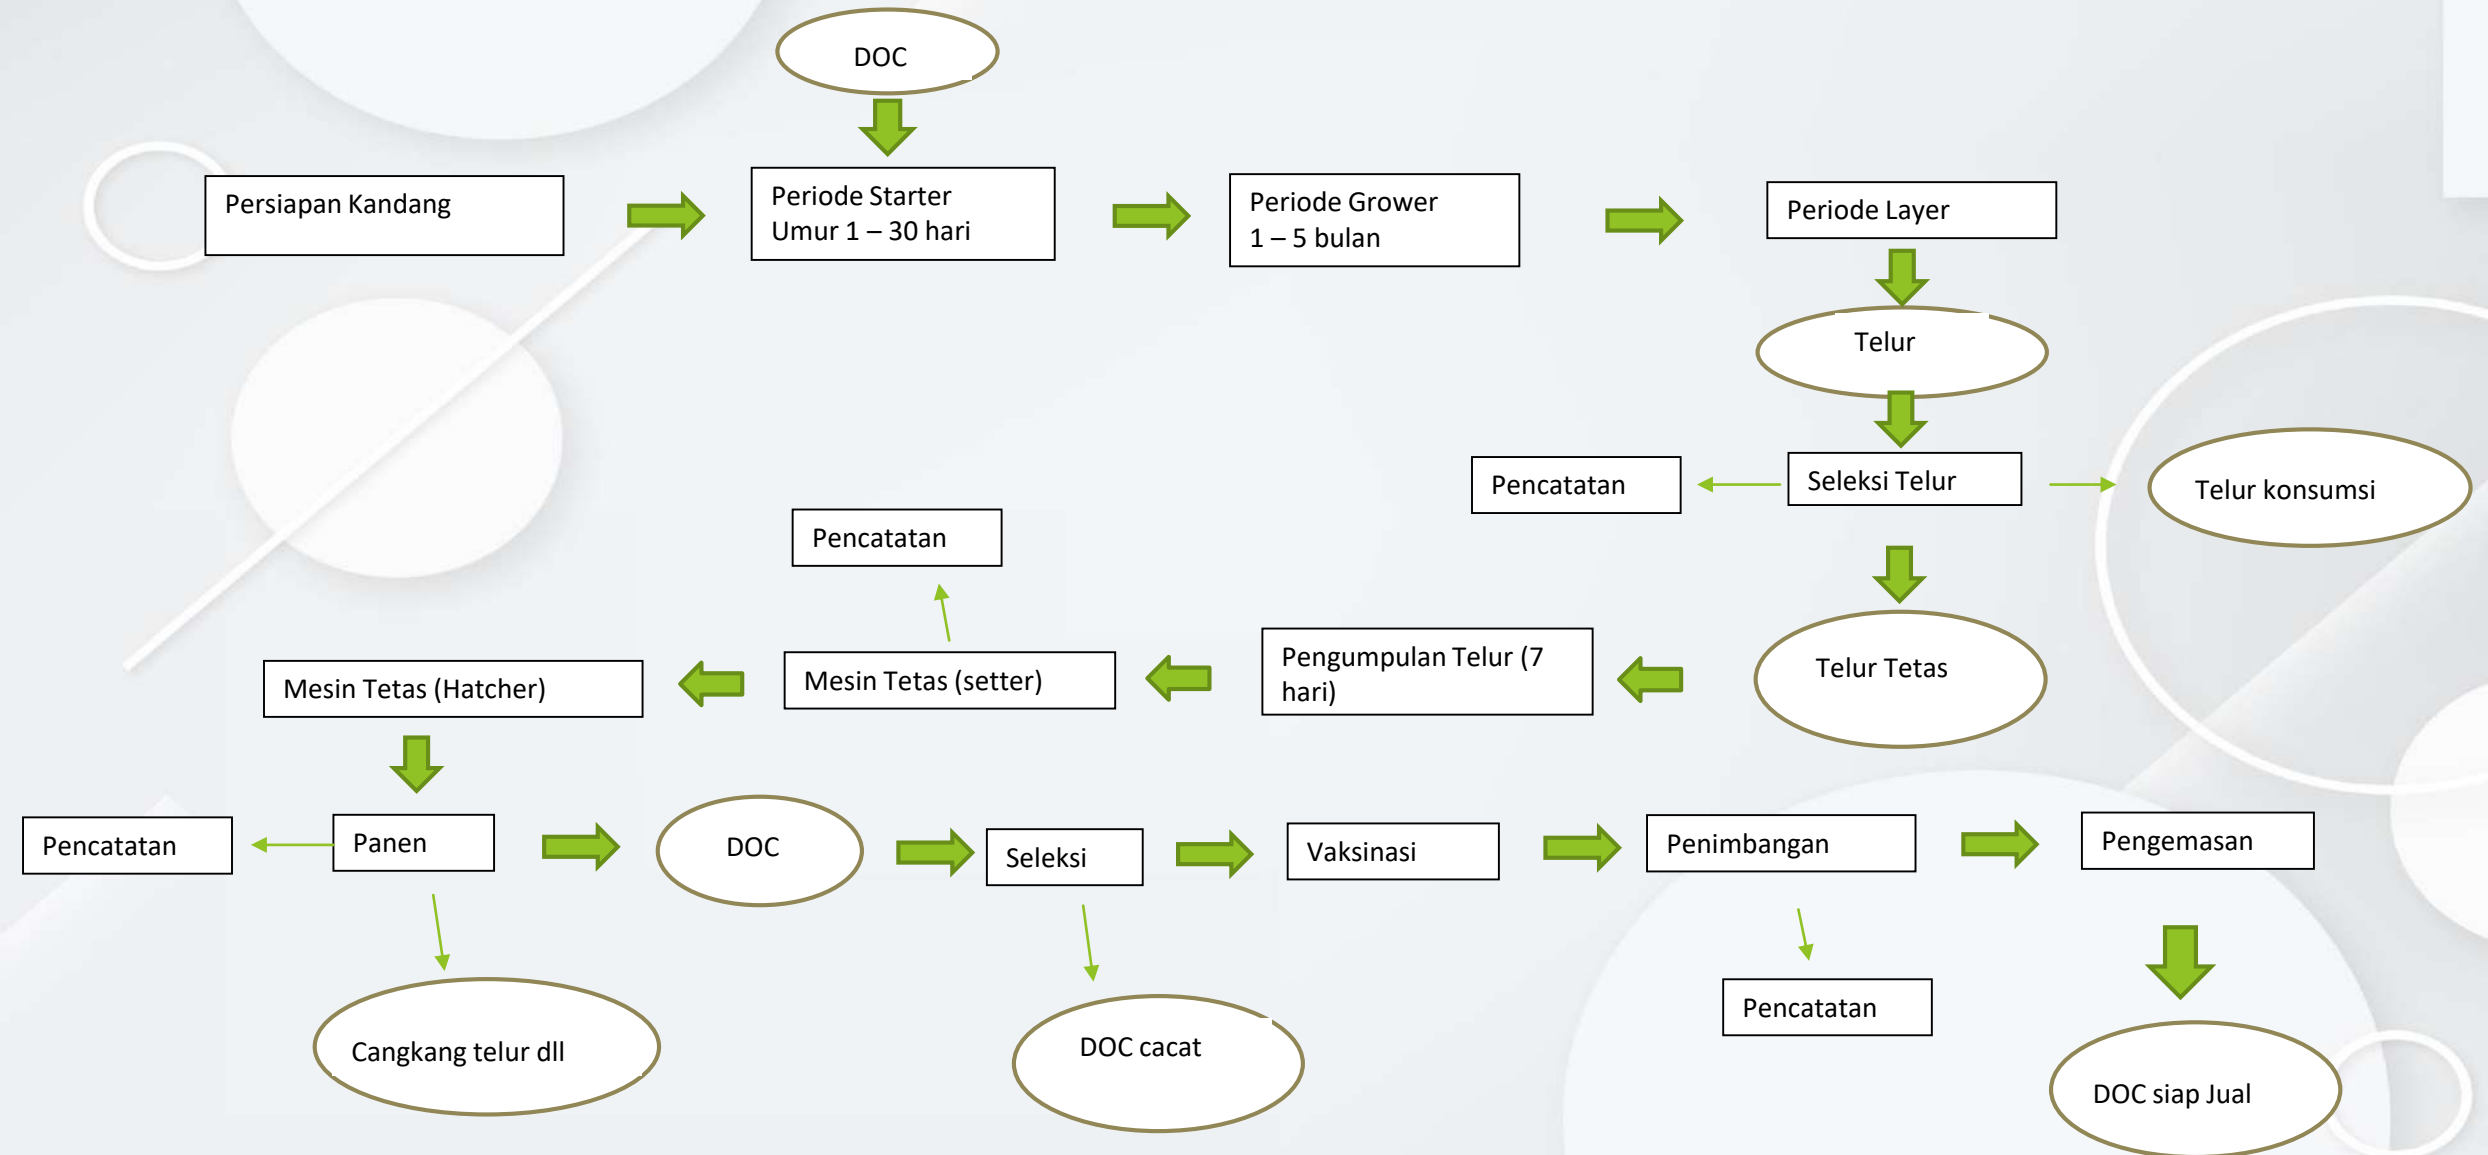 DOC
Persiapan Kandang
Periode Starter
Umur 1 – 30 hari
Periode Grower
1 – 5 bulan
Periode Layer
Telur
Pencatatan
Seleksi Telur
Telur konsumsi
Pencatatan
Mesin Tetas (Hatcher)
Mesin Tetas (setter)
Pengumpulan Telur (7
hari)
Telur Tetas
Pencatatan
Panen
DOC
Seleksi
Vaksinasi
Penimbangan
Pengemasan
Cangkang telur dll
DOC cacat
Pencatatan
DOC siap Jual